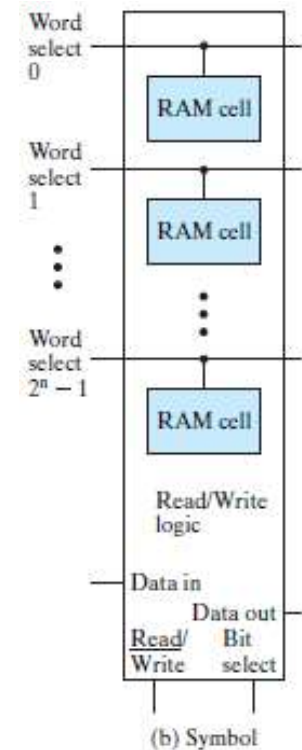 Word
select
0
RAM cell
Word
select
1
RAM cell
Word
select
2ⁿ − 1
RAM cell
Read/Write
logic
Data in
Data out
Read/
Write
Bit
select
(b) Symbol